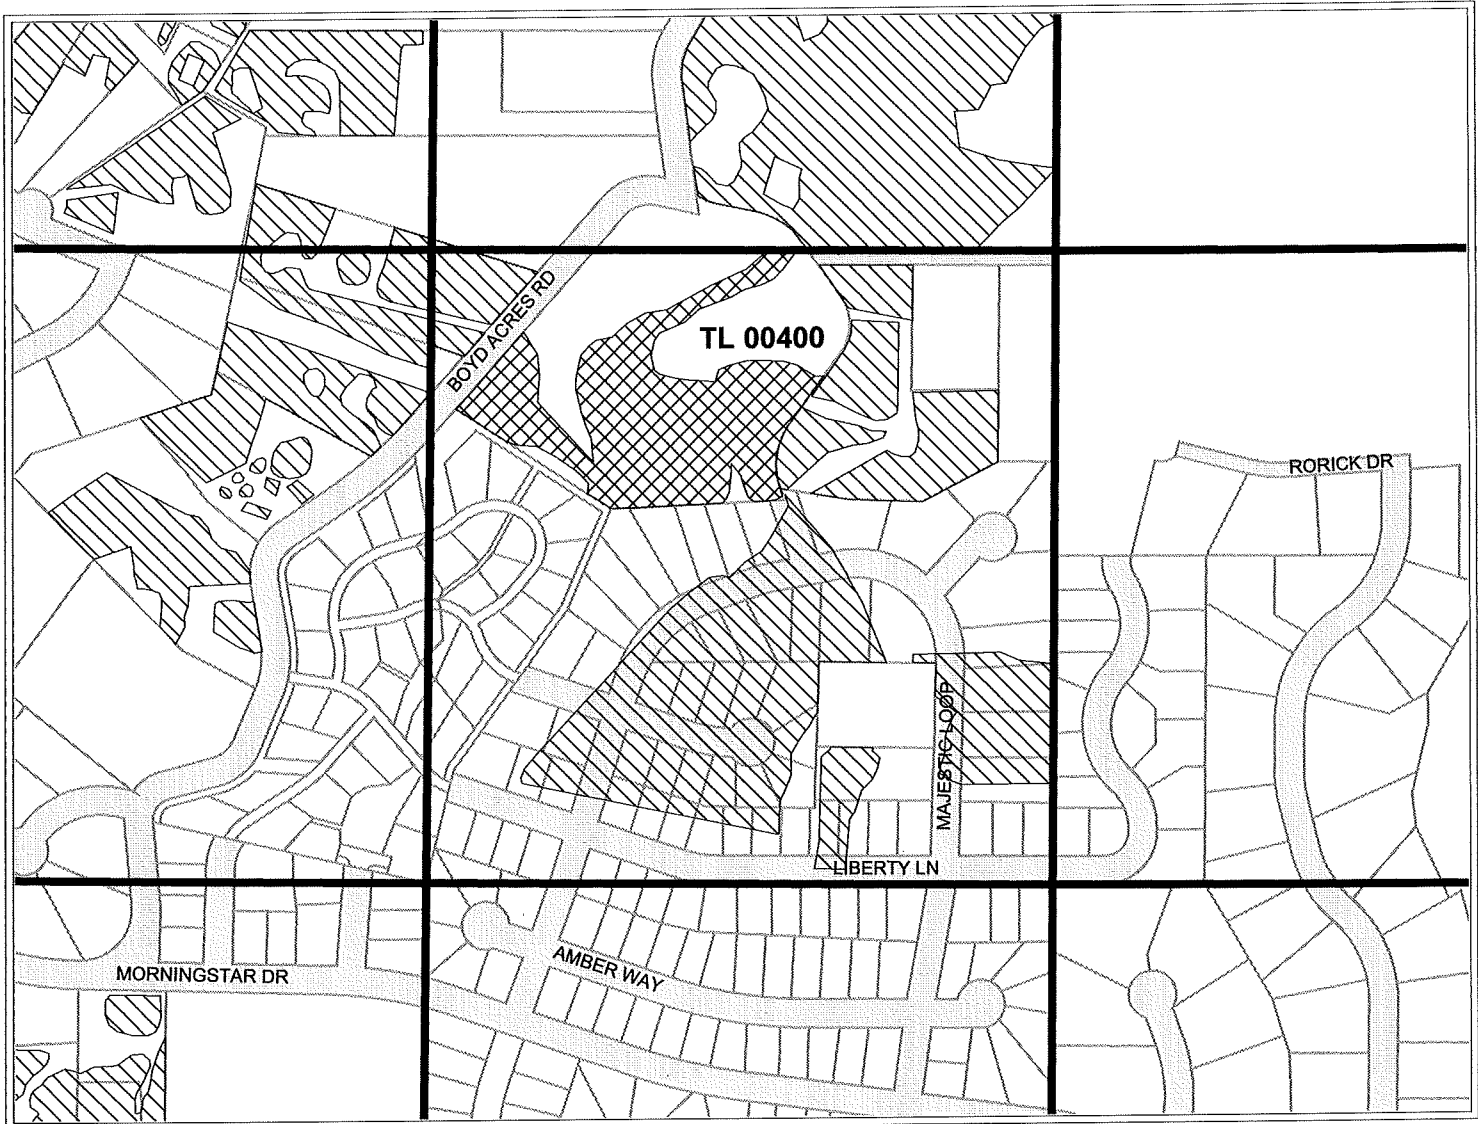 BOYD ACRES RD
TL 00400
RORICK DR
MAJESTIC LOOP
LIBERTY LN
AMBER WAY
MORNINGSTAR DR